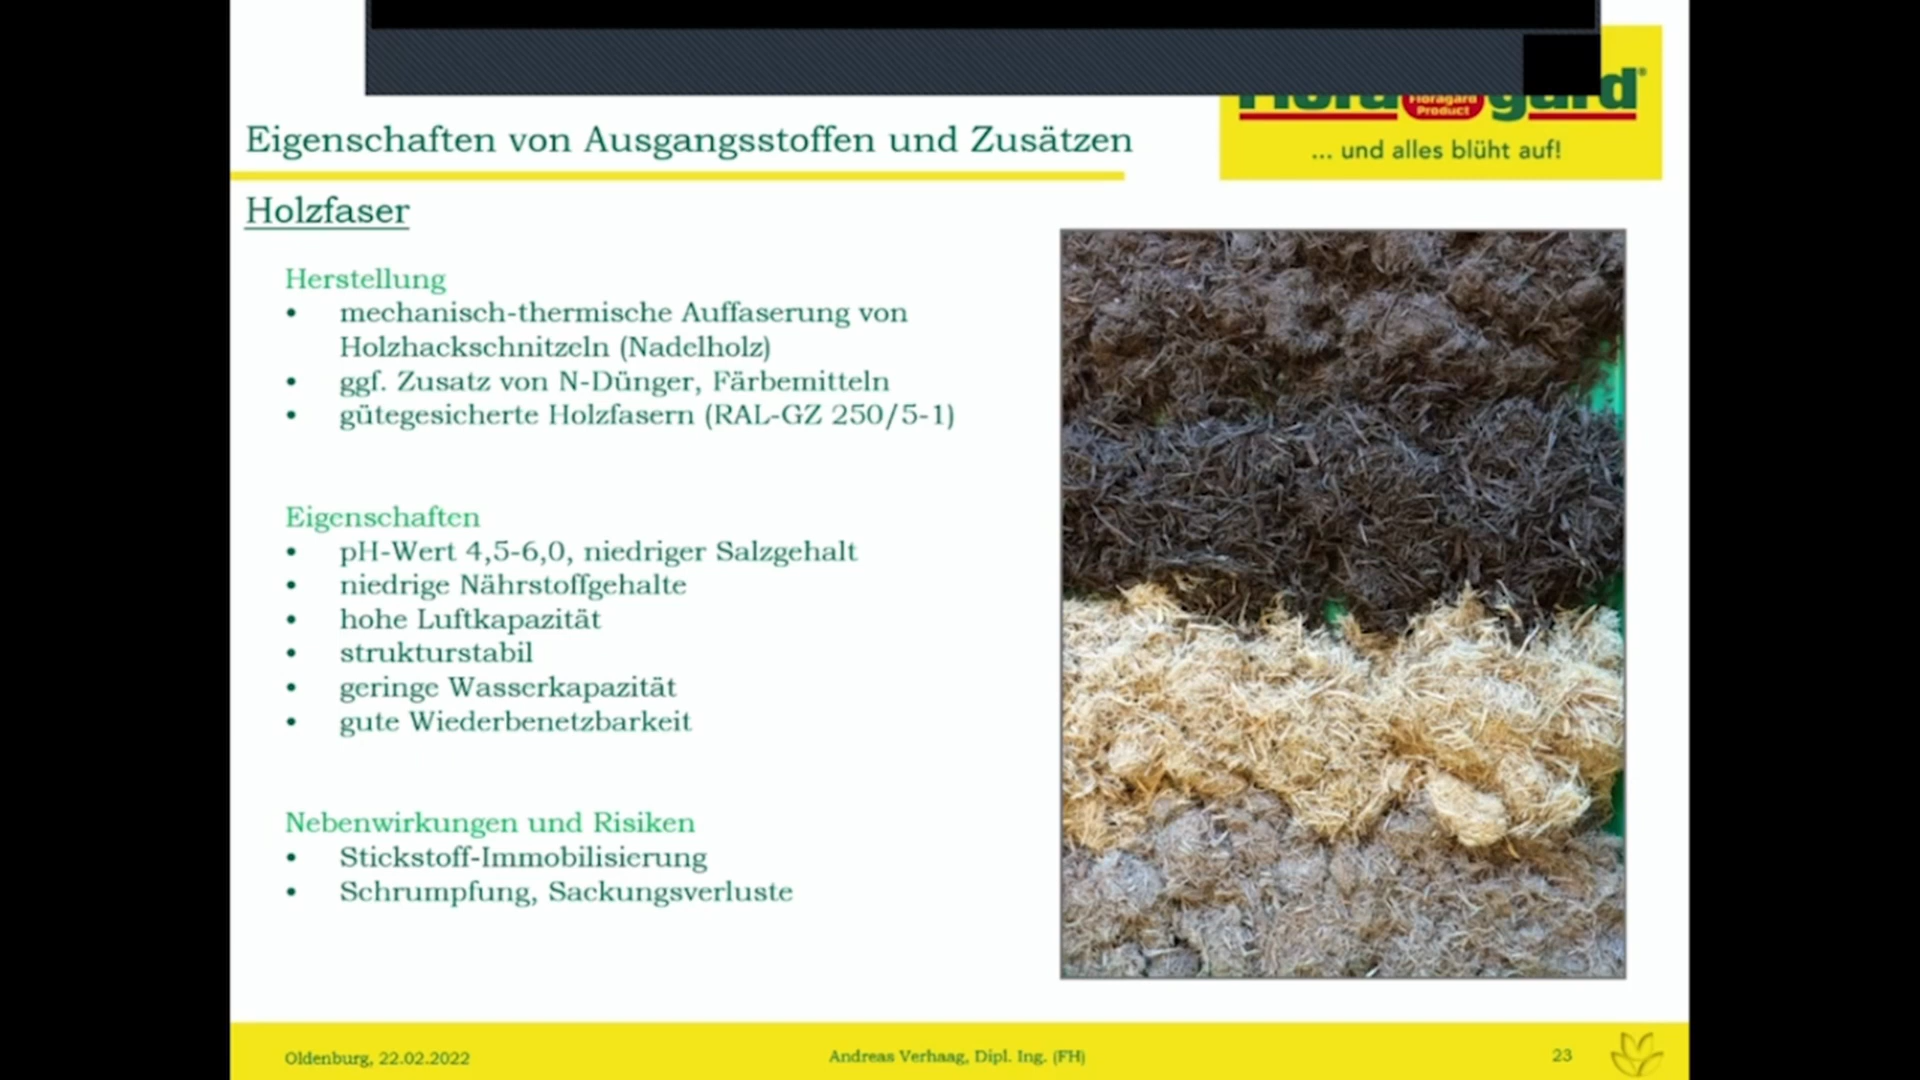 Floragard
Product
... und alles blüht auf!
Eigenschaften von Ausgangsstoffen und Zusätzen
Holzfaser
Herstellung
• mechanisch-thermische Auffaserung von
Holzhackschnitzeln (Nadelholz)
• ggf. Zusatz von N-Dünger, Färbemitteln
• gütegesicherte Holzfasern (RAL-GZ 250/5-1)
Eigenschaften
• pH-Wert 4,5-6,0, niedriger Salzgehalt
• niedrige Nährstoffgehalte
• hohe Luftkapazität
• strukturstabil
• geringe Wasserkapazität
• gute Wiederbenetzbarkeit
Nebenwirkungen und Risiken
• Stickstoff-Immobilisierung
• Schrumpfung, Sackungsverluste
Oldenburg, 22.02.2022
Andreas Verhaag, Dipl. Ing. (FH)
23